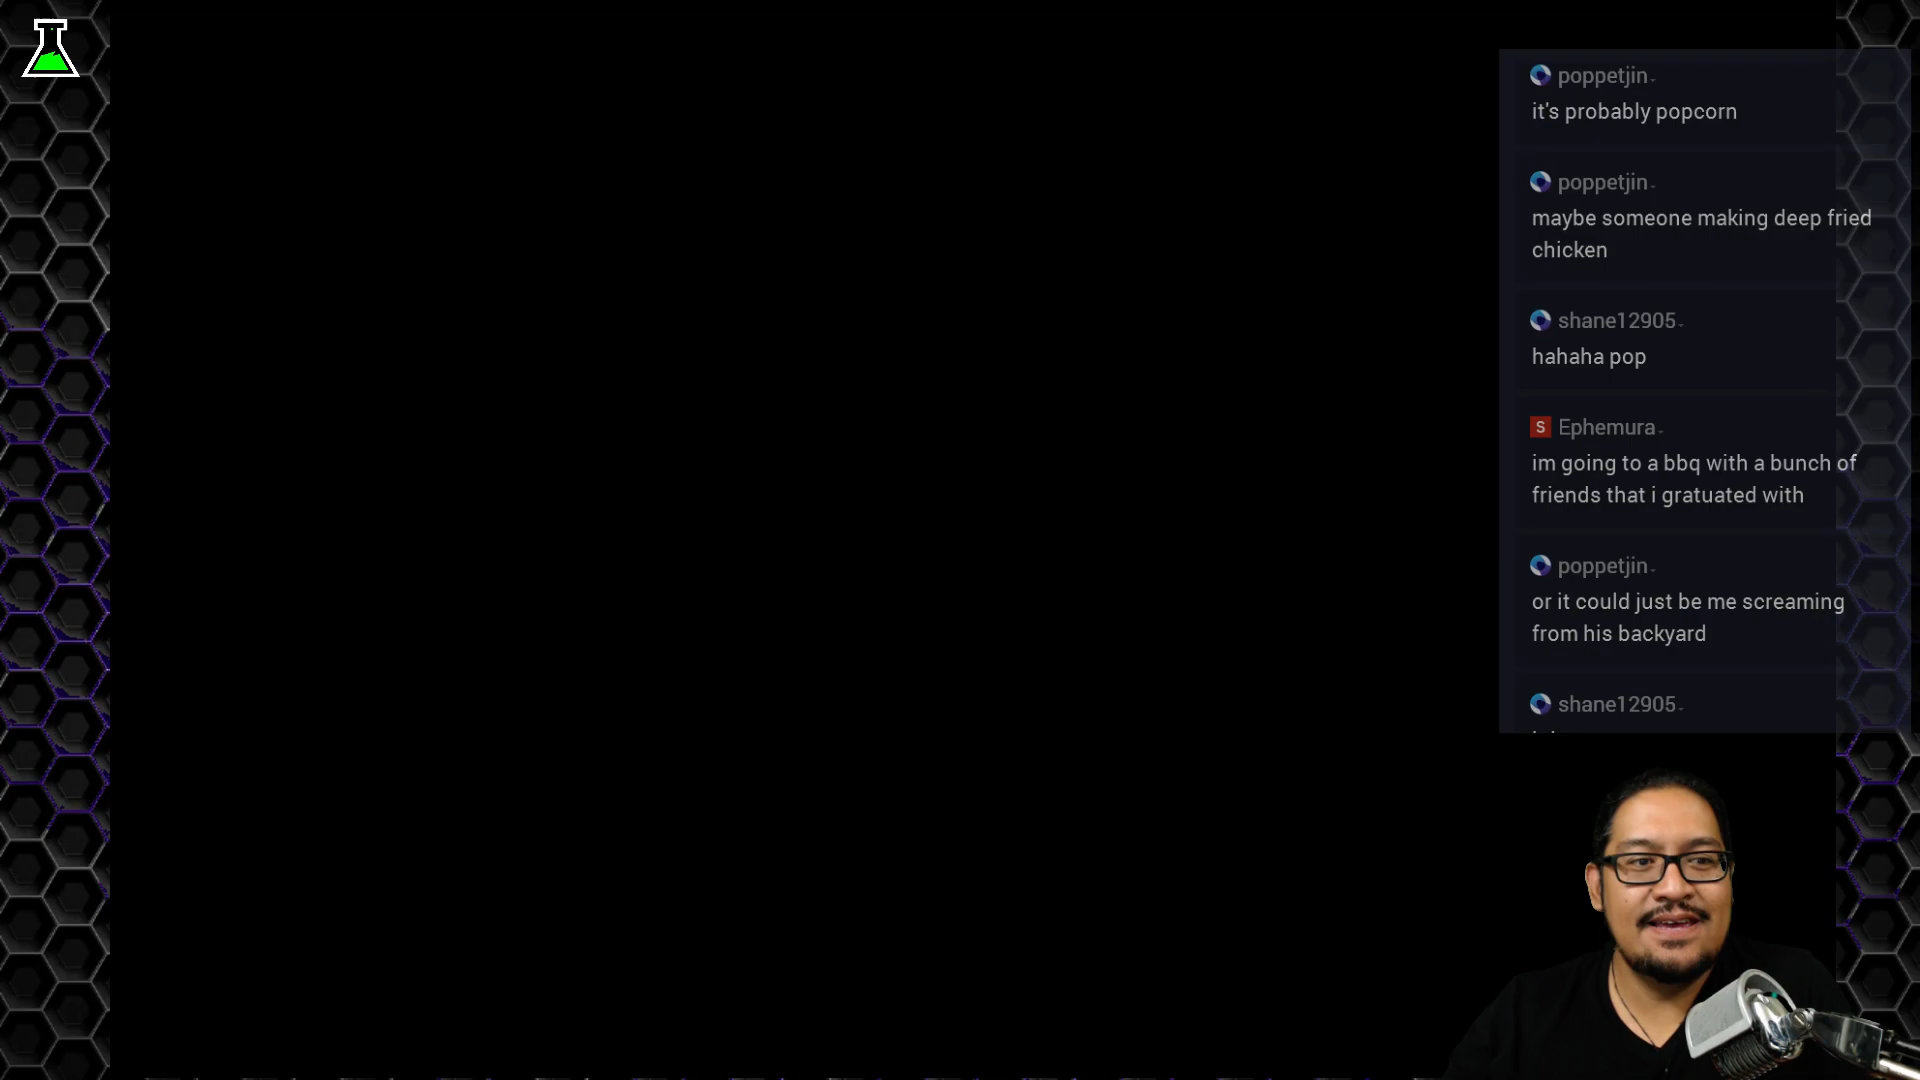 poppetjin
it's probably popcorn
poppetjin
maybe someone making deep fried
chicken
shane12905
hahaha pop
S Ephemura
im going to a bbq with a bunch of
friends that i gratuated with
poppetjin
or it could just be me screaming
from his backyard
shane12905